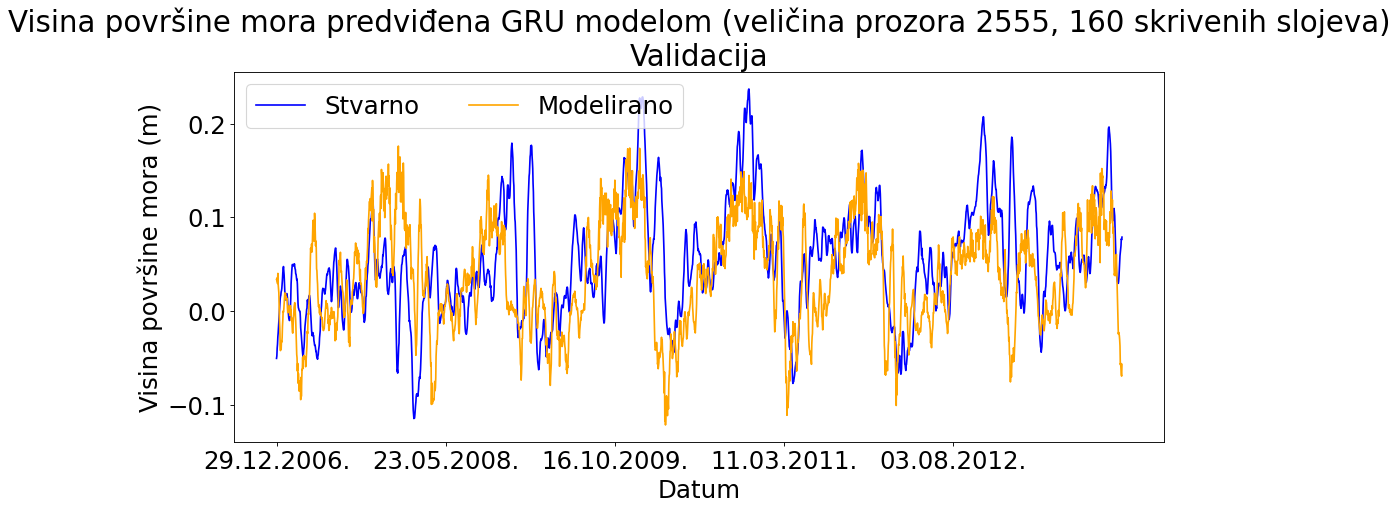 Visina površine mora predviđena GRU modelom (veličina prozora 2555, 160 skrivenih slojeva)
Validacija
Stvarno
Modelirano
Visina površine mora (m)
0.2
0.1
0.0
−0.1
29.12.2006.
23.05.2008.
16.10.2009.
11.03.2011.
03.08.2012.
Datum